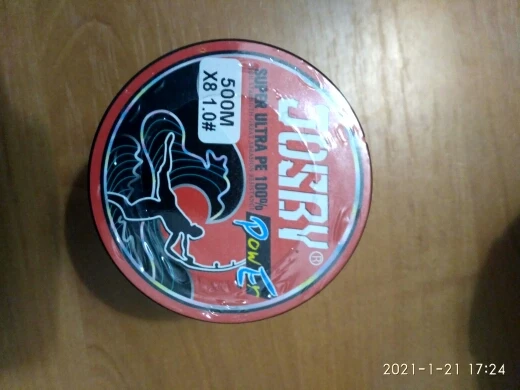 JOSBY®
SUPER ULTRA PE 100%
PowEr
500M
X8 1.0#
2021-1-21 17:24